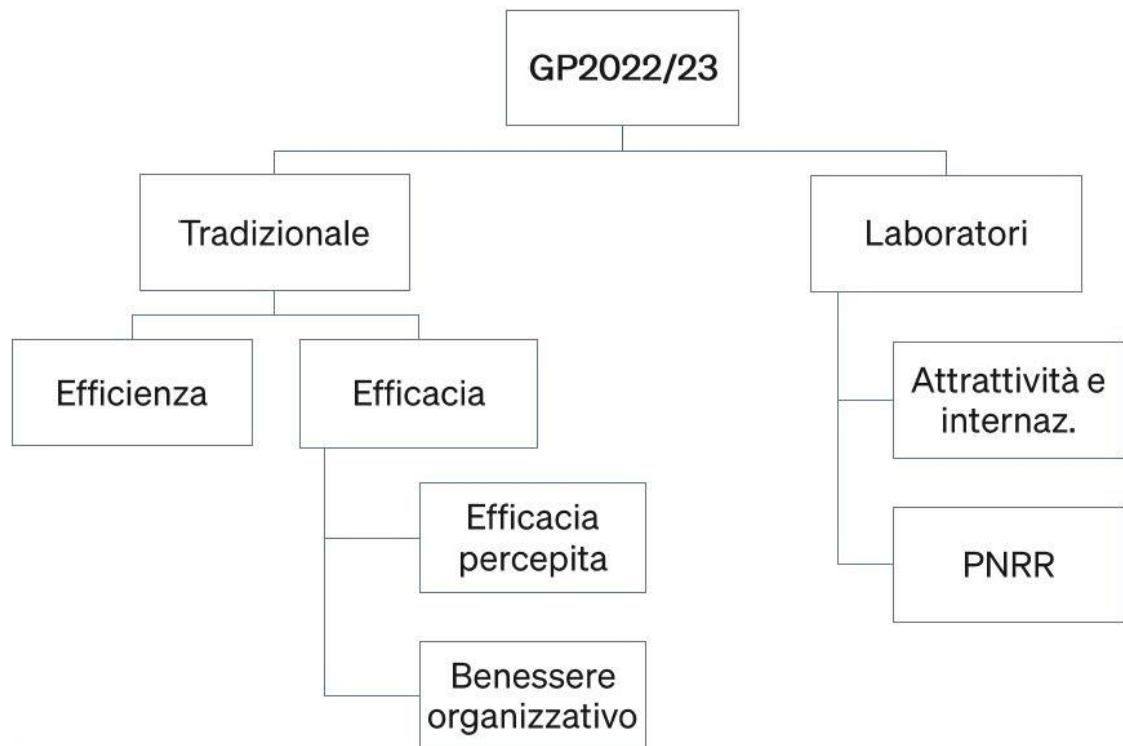 GP2022/23
Tradizionale
Laboratori
Efficienza
Efficacia
Attrattività e
internaz.
Efficacia
percepita
PNRR
Benessere
organizzativo